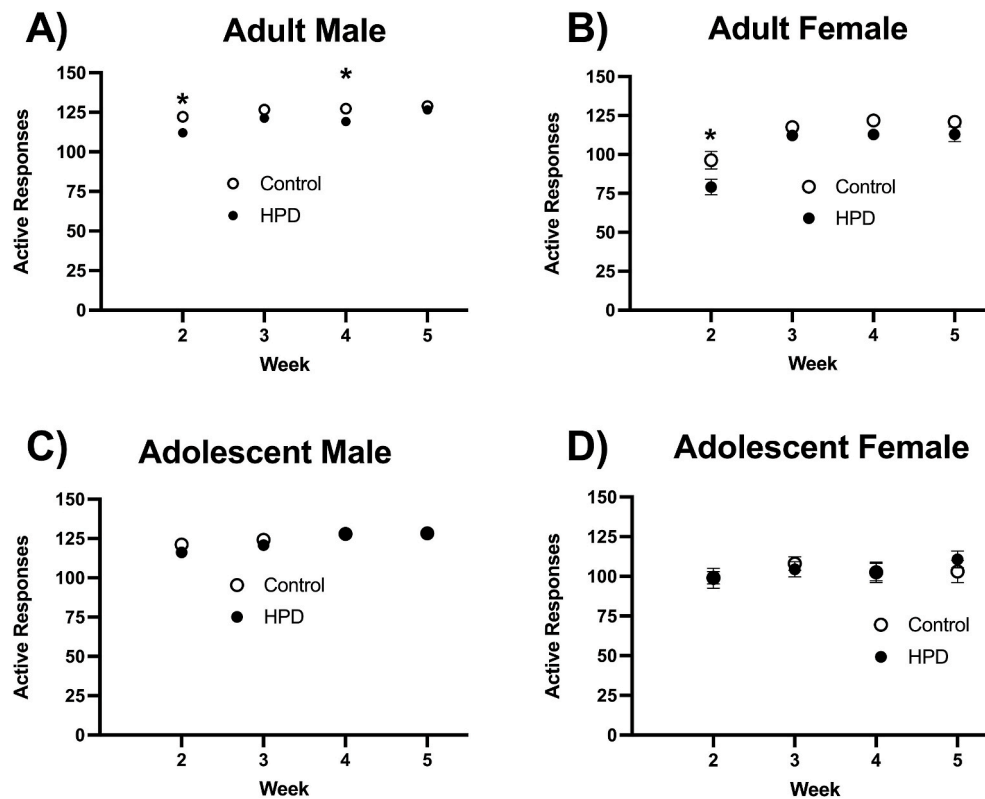 A) Adult Male
Active Responses
150
125
100
75
50
25
0
*
*
Control
HPD
2 3 4 5
Week
B) Adult Female
Active Responses
150
125
100
75
50
25
0
*
Control
HPD
2 3 4 5
Week
C) Adolescent Male
Active Responses
150
125
100
75
50
25
0
Control
HPD
2 3 4 5
Week
D) Adolescent Female
Active Responses
150
125
100
75
50
25
0
Control
HPD
2 3 4 5
Week